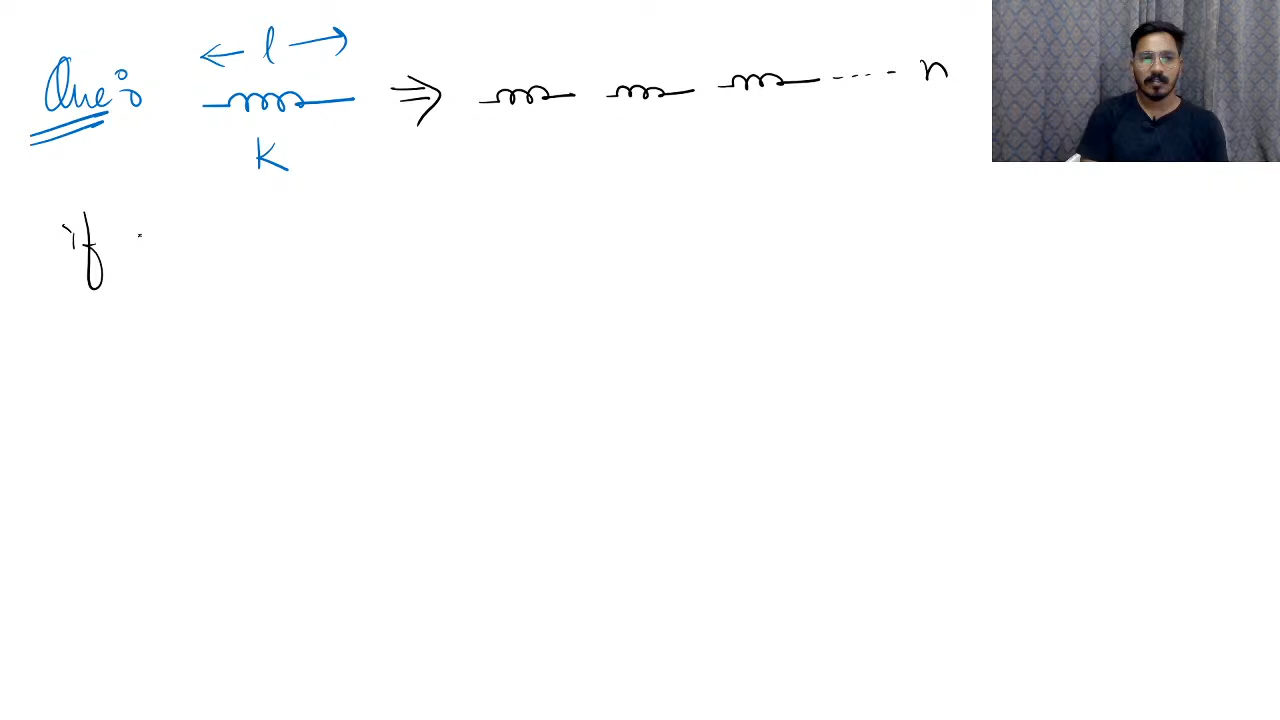 l
Que: ⇒ ---- n
K
if